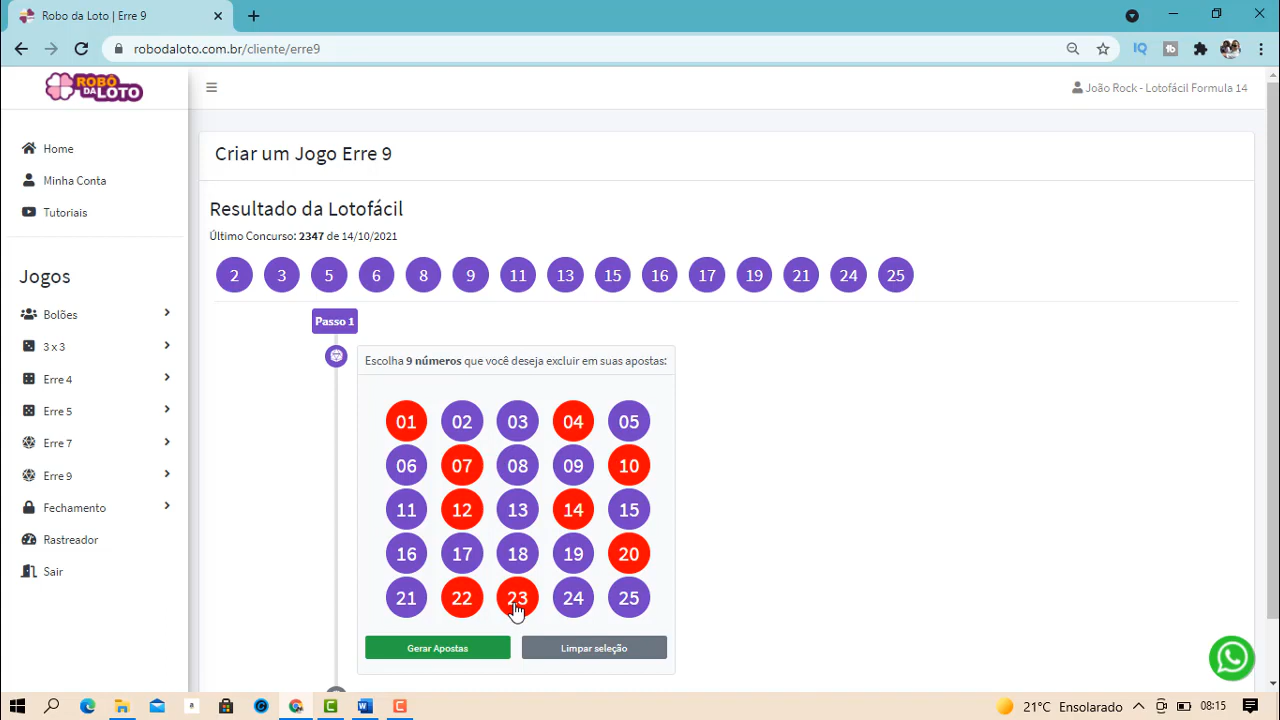 Robo da Loto | Erre 9
robodaloto.com.br/cliente/erre9
ROBÔ DA LOTO
João Rock - Lotofácil Formula 14
Home
Minha Conta
Tutoriais
Jogos
Bolões
3 x 3
Erre 4
Erre 5
Erre 7
Erre 9
Fechamento
Rastreador
Sair
Criar um Jogo Erre 9
Resultado da Lotofácil
Último Concurso: 2347 de 14/10/2021
2 3 5 6 8 9 11 13 15 16 17 19 21 24 25
Passo 1
Escolha 9 números que você deseja excluir em suas apostas:
01 02 03 04 05
06 07 08 09 10
11 12 13 14 15
16 17 18 19 20
21 22 23 24 25
Gerar Apostas Limpar seleção
21°C Ensolarado 08:15